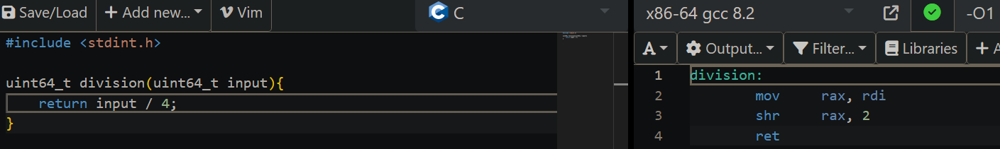 Save/Load + Add new... Vim C
#include <stdint.h>
uint64_t division(uint64_t input){
    return input / 4;
}
x86-64 gcc 8.2 -O1
A Output... Filter... Libraries + A
1 division:
2 mov rax, rdi
3 shr rax, 2
4 ret